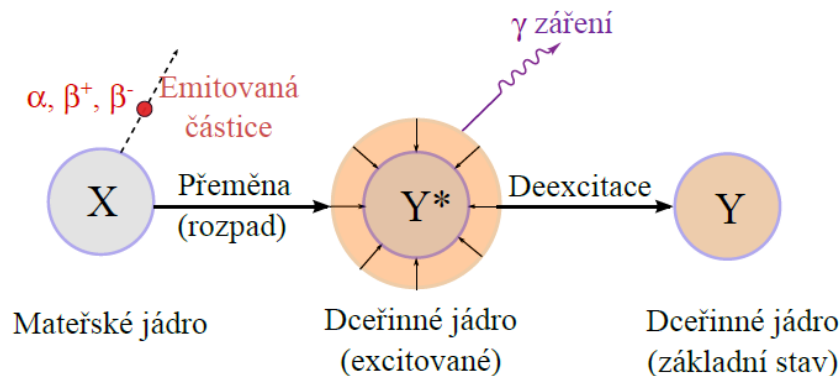 γ záření
α, β⁺, β⁻ Emitovaná
částice
X
Přeměna
(rozpad)
Y*
Deexcitace
Y
Mateřské jádro
Dceřinné jádro
(excitované)
Dceřinné jádro
(základní stav)